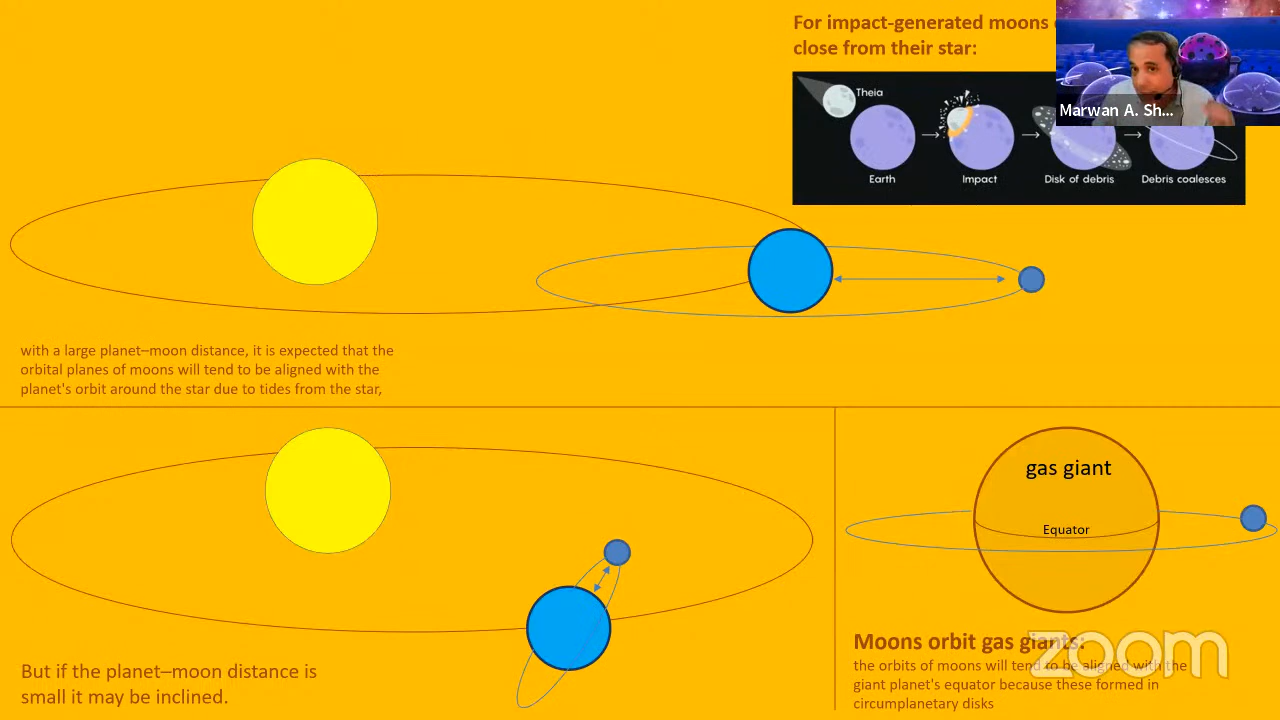 For impact-generated moons
close from their star:
Marwan A. Sh...
Theia
Earth
Impact
Disk of debris
Debris coalesces
with a large planet–moon distance, it is expected that the
orbital planes of moons will tend to be aligned with the
planet's orbit around the star due to tides from the star,
But if the planet–moon distance is
small it may be inclined.
gas giant
Equator
Moons orbit gas giants:
the orbits of moons will tend to be aligned with the
giant planet's equator because these formed in
circumplanetary disks
zoom